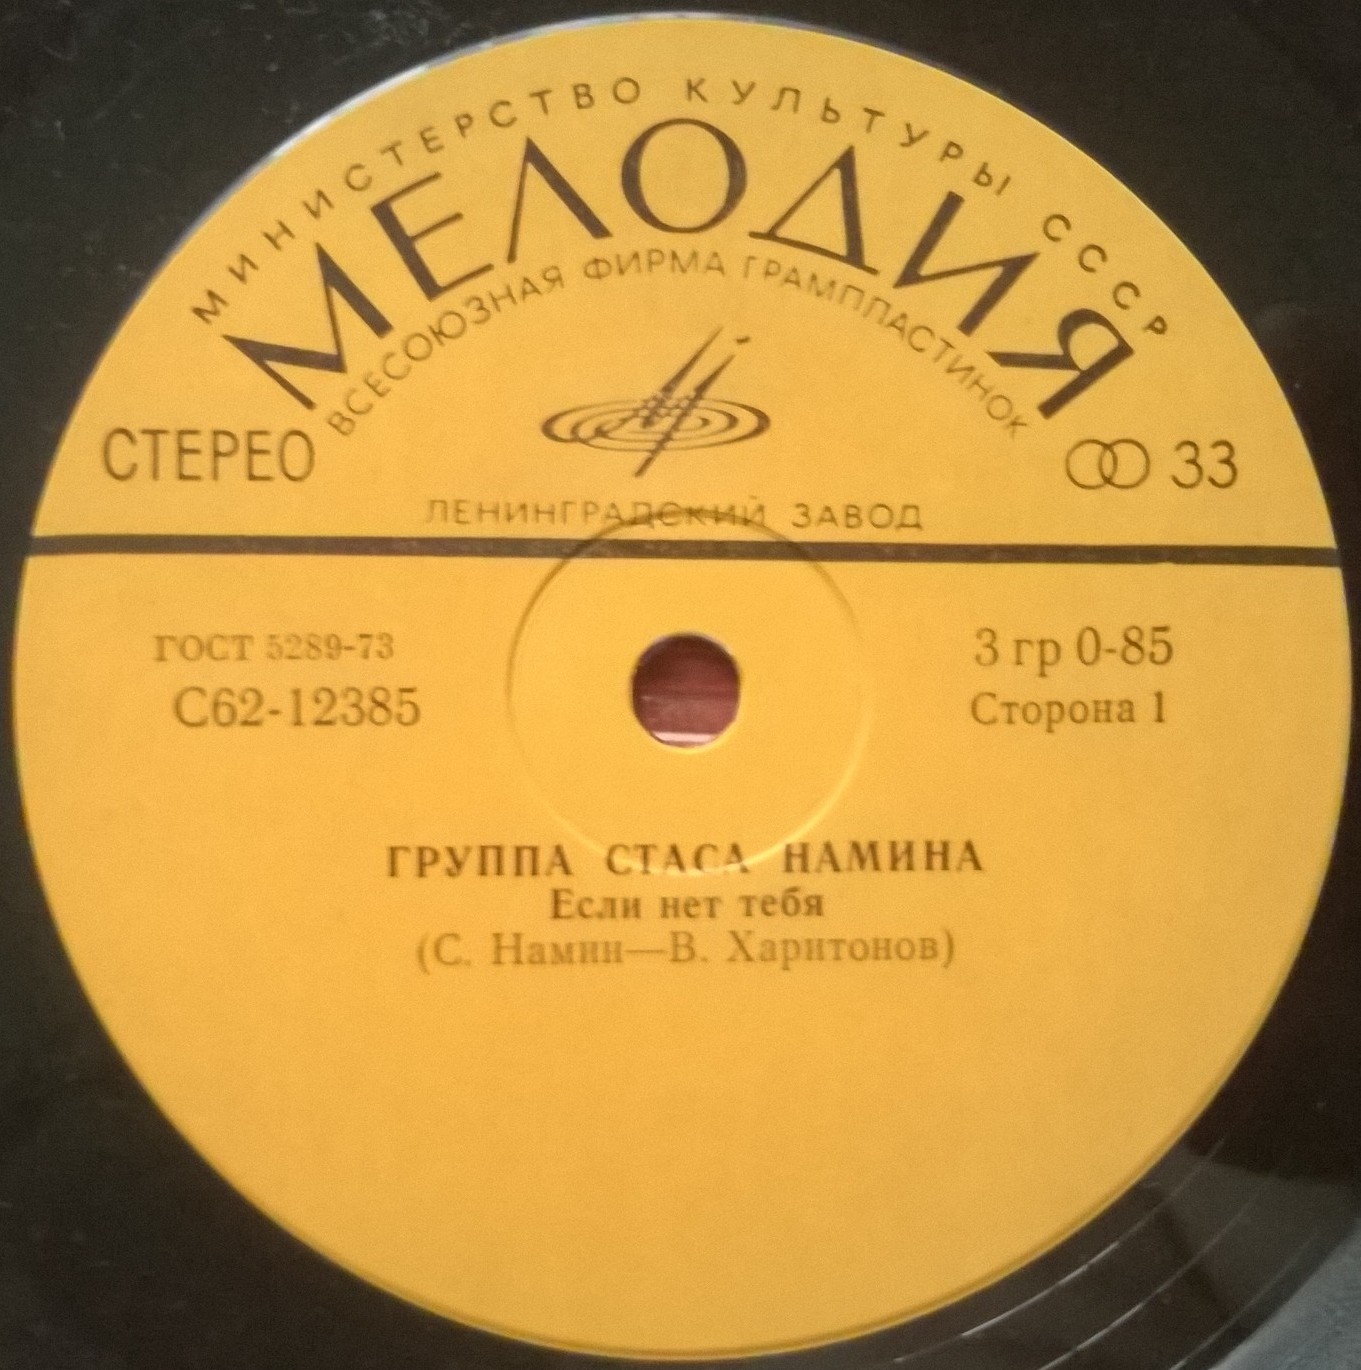 МИНИСТЕРСТВО КУЛЬТУРЫ СССР
МЕЛОДИЯ
ВСЕСОЮЗНАЯ ФИРМА ГРАМПЛАСТИНОК
СТЕРЕО
33
ЛЕНИНГРАДСКИЙ ЗАВОД
ГОСТ 5289-73
3 гр 0-85
С62-12385
Сторона 1
ГРУППА СТАСА НАМИНА
Если нет тебя
(С. Намин—В. Харитонов)